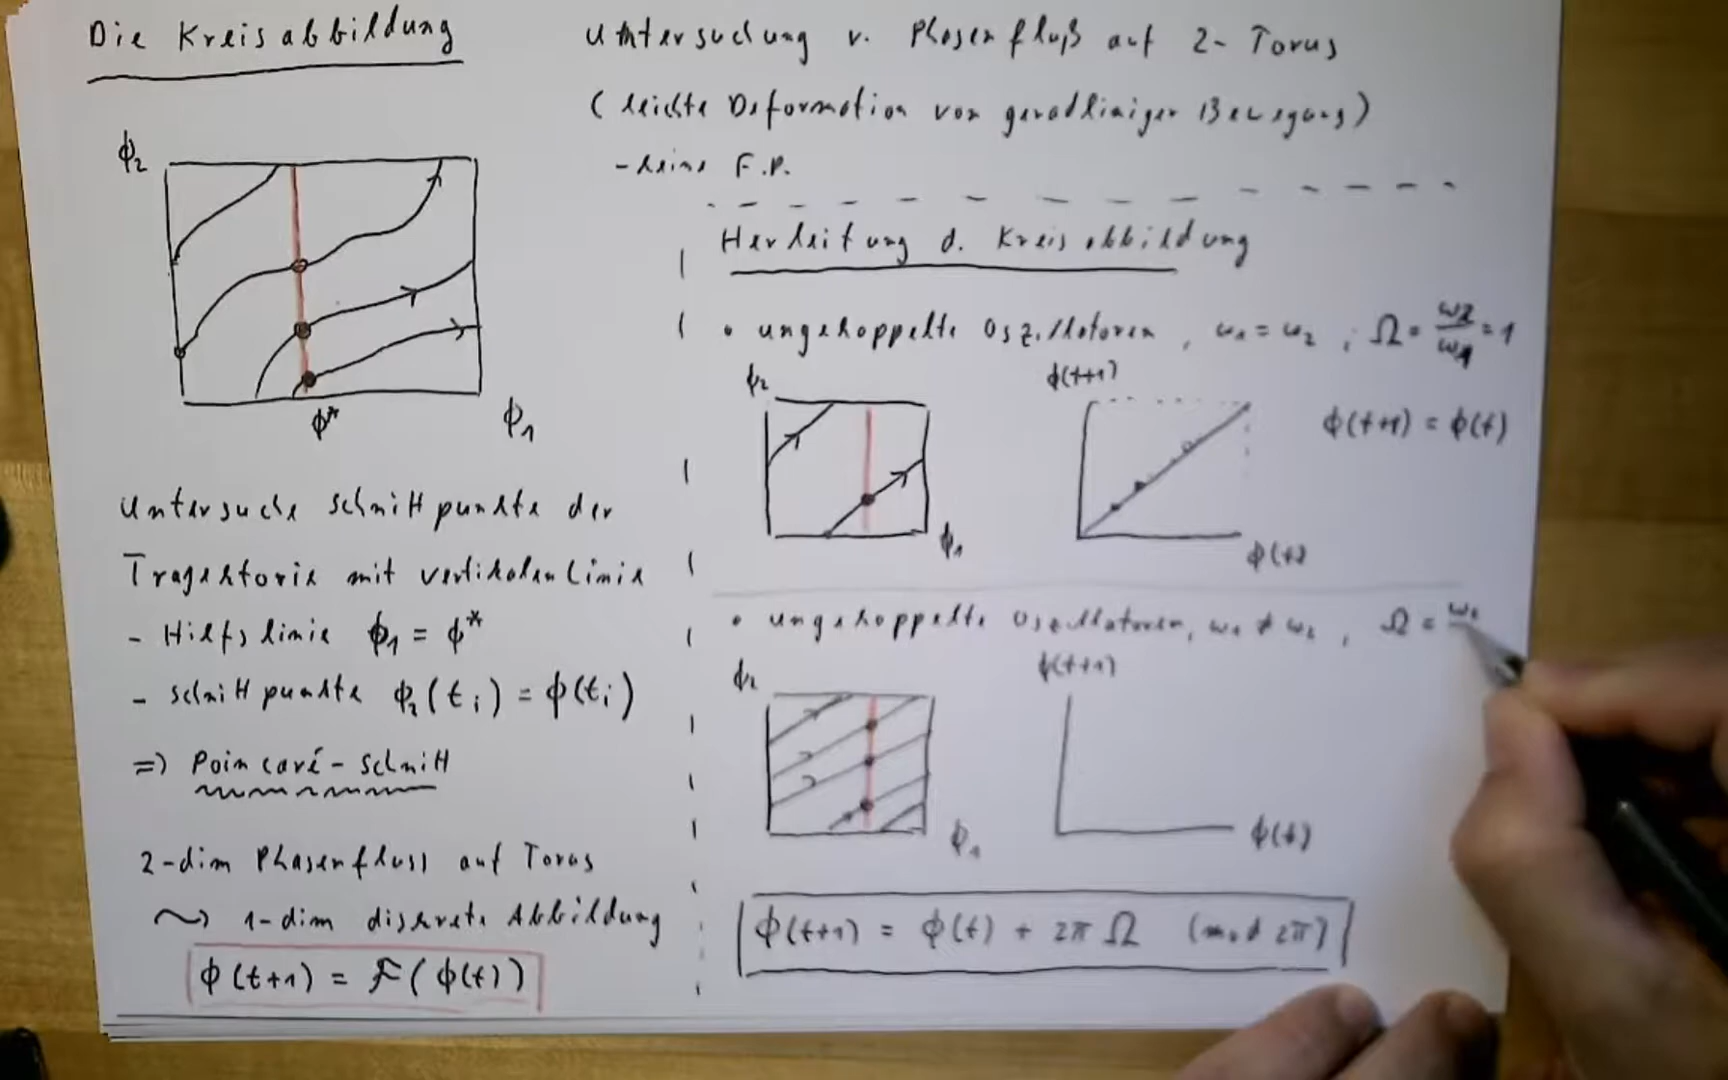 Die Kreisabbildung
Untersuchung v. Phasenfluß auf 2-Torus
(leichte Deformation von geradliniger Bewegung)
- keine F.P.
ϕ₂
ϕ*
ϕ₁
Untersuche Schnittpunkte der
Trajektorie mit vertikalen Linie
- Hilfslinie ϕ₁ = ϕ*
- Schnittpunkte ϕ₂(tᵢ) = ϕ(tᵢ)
=> Poincaré-Schnitt
2-dim Phasenfluss auf Torus
⤳ 1-dim diskrete Abbildung
ϕ(t+1) = F(ϕ(t))
Herleitung d. Kreisabbildung
• ungekoppelte Oszillatoren, ω₁ = ω₂ ; Ω = ω2/ω1 = 1
ϕ₂
ϕ₁
ϕ(t+1)
ϕ(t)
ϕ(t+1) = ϕ(t)
• ungekoppelte Oszillatoren, ω₁ ≠ ω₂ , Ω =
ϕ₂
ϕ₁
ϕ(t+1)
ϕ(t)
ϕ(t+1) = ϕ(t) + 2π Ω (mod 2π)